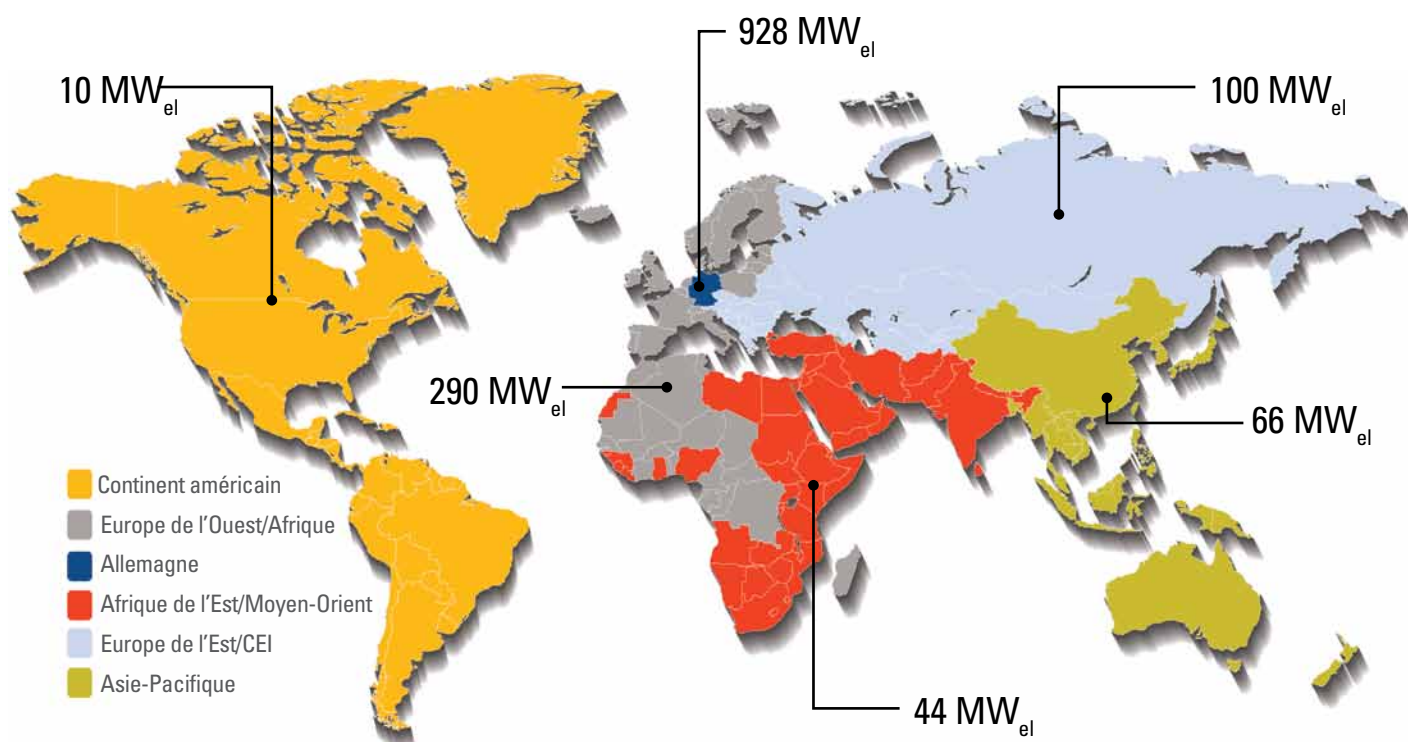 928 MWel
10 MWel
100 MWel
290 MWel
66 MWel
Continent américain
Europe de l'Ouest/Afrique
Allemagne
Afrique de l'Est/Moyen-Orient
Europe de l'Est/CEI
Asie-Pacifique
44 MWel